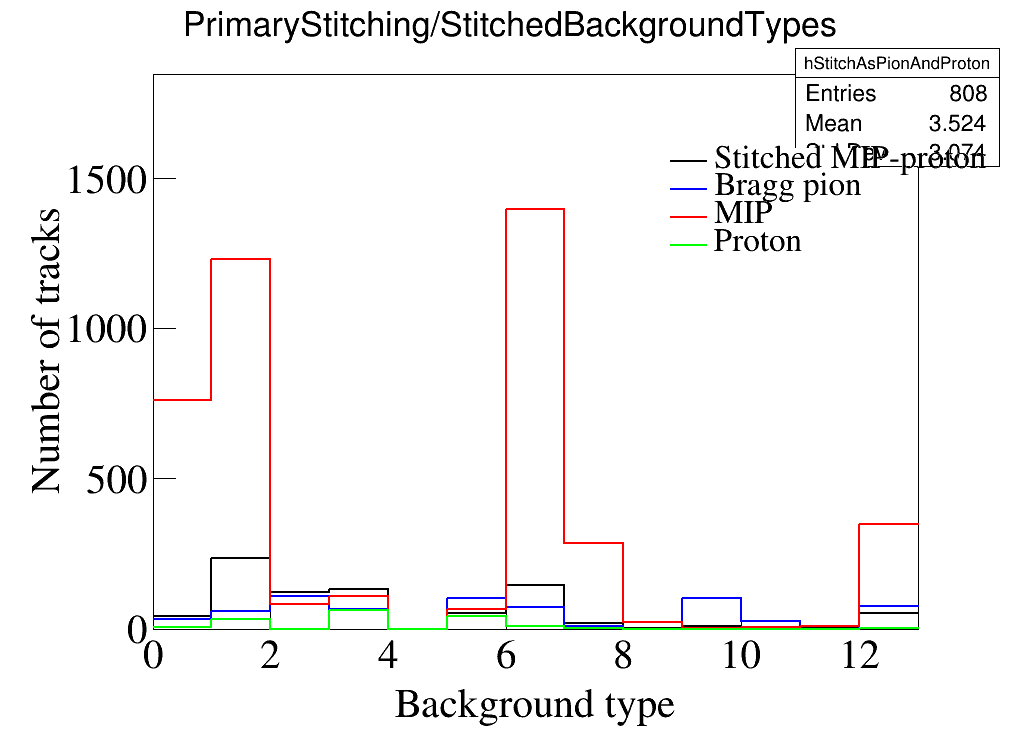 PrimaryStitching/StitchedBackgroundTypes
hStitchAsPionAndProton
Entries 808
Mean 3.524
3.074
Stitched MIP-proton
Bragg pion
MIP
Proton
Number of tracks
1500
1000
500
0
0 2 4 6 8 10 12
Background type